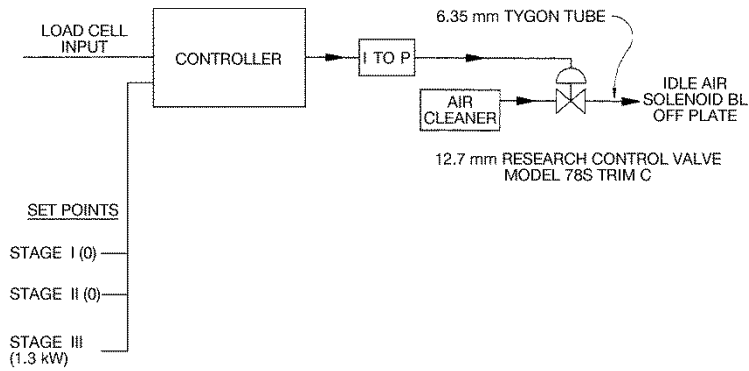 6.35 mm TYGON TUBE
LOAD CELL
INPUT
CONTROLLER
I TO P
AIR
CLEANER
IDLE AIR
SOLENOID BL
OFF PLATE
12.7 mm RESEARCH CONTROL VALVE
MODEL 78S TRIM C
SET POINTS
STAGE I (0)
STAGE II (0)
STAGE III
(1.3 kW)